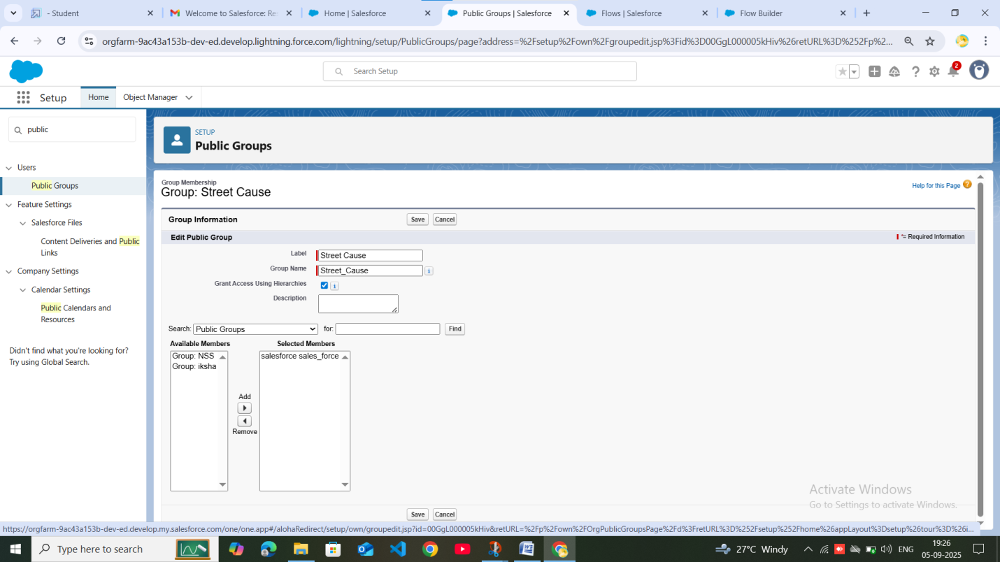 - Student
Welcome to Salesforce: Re
Home | Salesforce
Public Groups | Salesforce
Flows | Salesforce
Flow Builder
orgfarm-9ac43a153b-dev-ed.develop.lightning.force.com/lightning/setup/PublicGroups/page?address=%2Fsetup%2Fown%2Fgroupedit.jsp%3Fid%3D00GgL000005kHiv%26retURL%3D%252Fp%2...
Search Setup
2
Setup
Home
Object Manager
public
Users
Public Groups
Feature Settings
Salesforce Files
Content Deliveries and Public
Links
Company Settings
Calendar Settings
Public Calendars and
Resources
Didn't find what you're looking for?
Try using Global Search.
SETUP
Public Groups
Group Membership
Group: Street Cause
Help for this Page ?
Group Information
Save
Cancel
Edit Public Group
*= Required Information
Label
Street Cause
Group Name
Street_Cause
i
Grant Access Using Hierarchies
i
Description
Search: Public Groups for: Find
Available Members
Selected Members
Group: NSS
Group: iksha
salesforce sales_force
Add
Remove
Save
Cancel
Activate Windows
Go to Settings to activate Windows.
https://orgfarm-9ac43a153b-dev-ed.develop.my.salesforce.com/one/one.app#/alohaRedirect/setup/own/groupedit.jsp?id=00GgL000005kHiv&retURL=%2Fp%2Fown%2FOrgPublicGroupsPage%2Fd%3FretURL%3D%252Fsetup%252Fhome%26appLayout%3Dsetup%26tour%3D%26i...
Type here to search
27°C Windy
ENG
19:26
05-09-2025